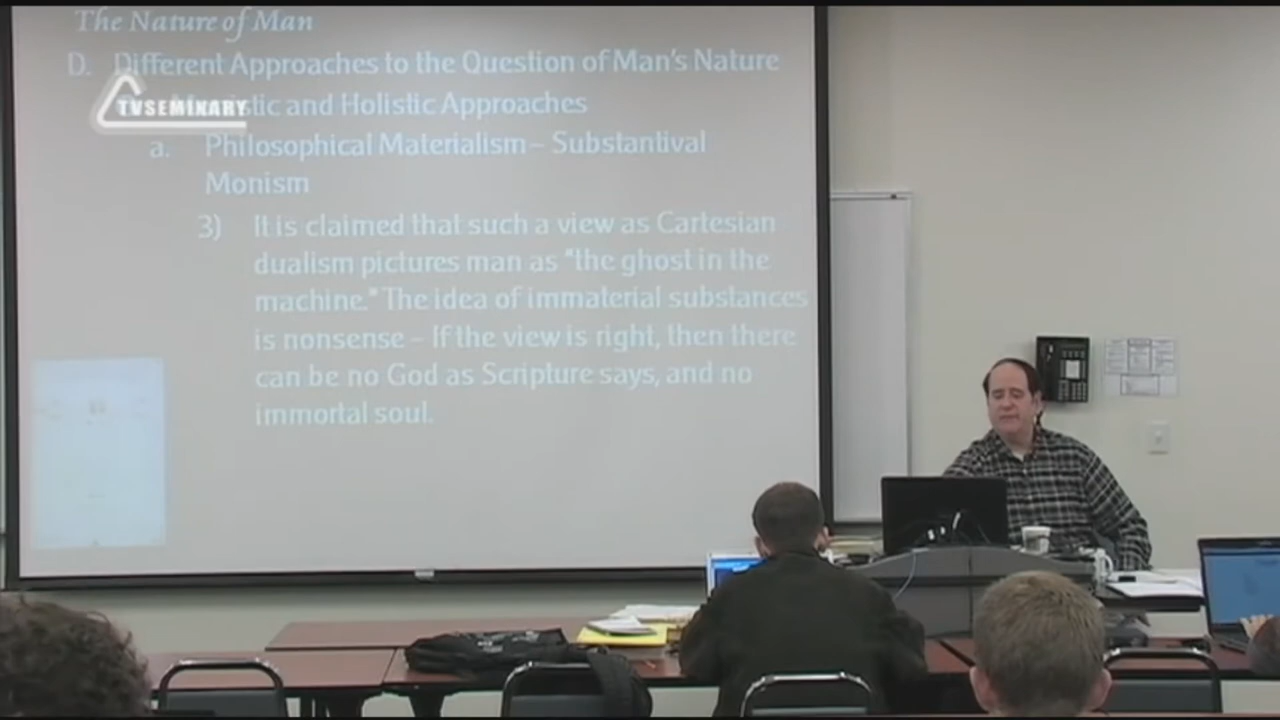 The Nature of Man
D. Different Approaches to the Question of Man's Nature
TVSEMINARY
and Holistic Approaches
a. Philosophical Materialism – Substantival
Monism
3) It is claimed that such a view as Cartesian
dualism pictures man as "the ghost in the
machine." The idea of immaterial substances
is nonsense – If the view is right, then there
can be no God as Scripture says, and no
immortal soul.